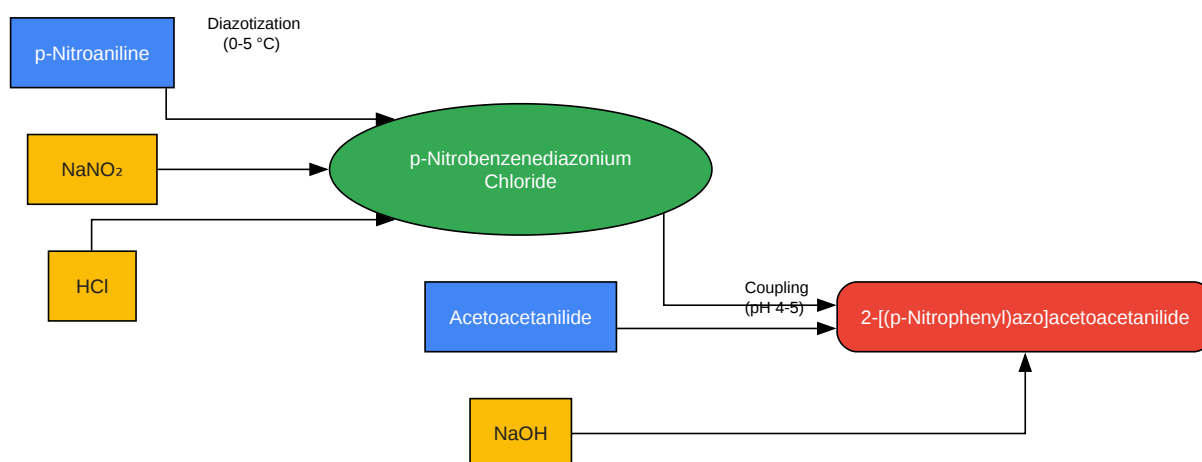 Diazotization
(0-5 °C)
p-Nitroaniline
NaNO₂
HCl
p-Nitrobenzenediazonium
Chloride
Acetoacetanilide
Coupling
(pH 4-5)
NaOH
2-[(p-Nitrophenyl)azo]acetoacetanilide